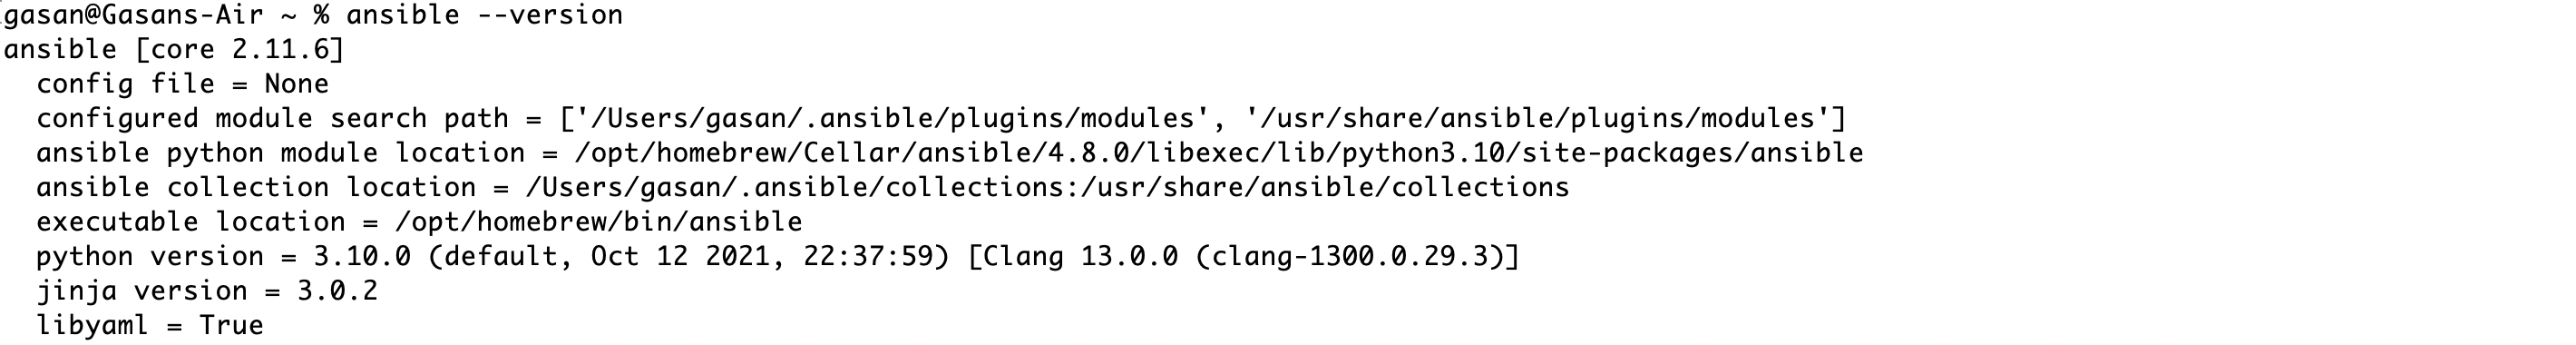 gasan@Gasans-Air ~ % ansible --version
ansible [core 2.11.6]
  config file = None
  configured module search path = ['/Users/gasan/.ansible/plugins/modules', '/usr/share/ansible/plugins/modules']
  ansible python module location = /opt/homebrew/Cellar/ansible/4.8.0/libexec/lib/python3.10/site-packages/ansible
  ansible collection location = /Users/gasan/.ansible/collections:/usr/share/ansible/collections
  executable location = /opt/homebrew/bin/ansible
  python version = 3.10.0 (default, Oct 12 2021, 22:37:59) [Clang 13.0.0 (clang-1300.0.29.3)]
  jinja version = 3.0.2
  libyaml = True